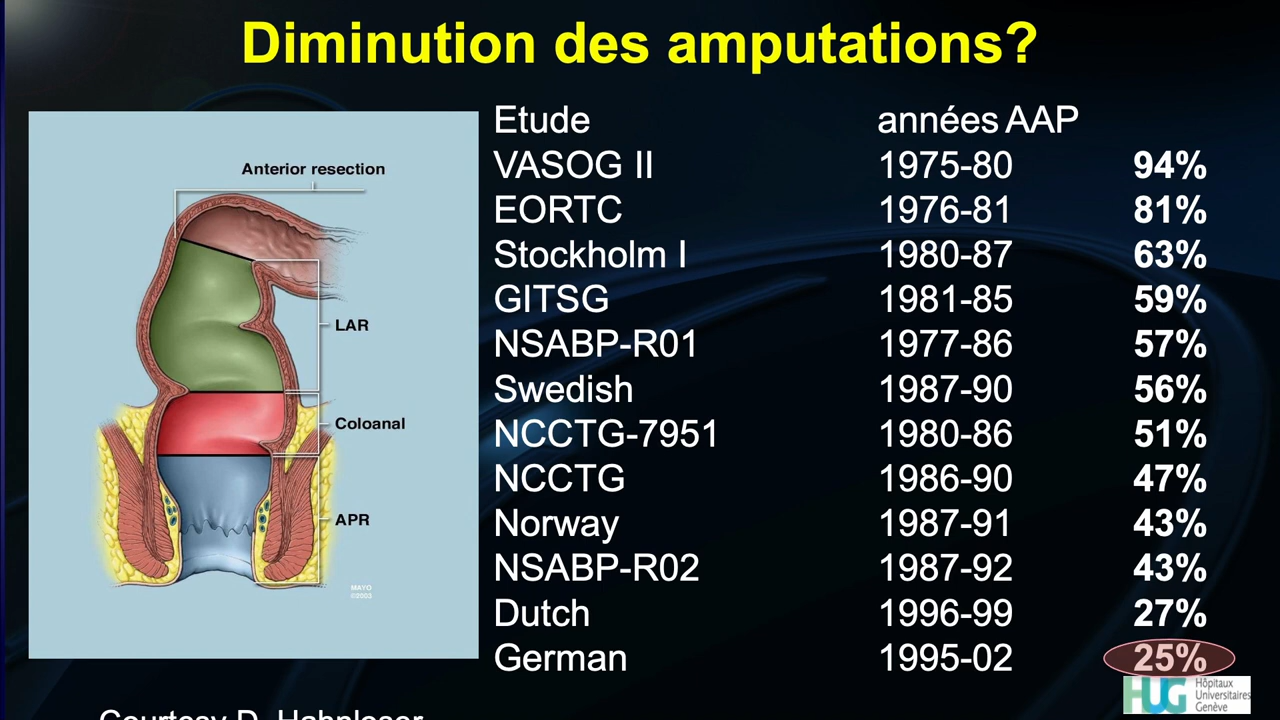 Diminution des amputations?
Anterior resection
LAR
Coloanal
APR
MAYO
©2003
Etude années AAP
VASOG II 1975-80 94%
EORTC 1976-81 81%
Stockholm I 1980-87 63%
GITSG 1981-85 59%
NSABP-R01 1977-86 57%
Swedish 1987-90 56%
NCCTG-7951 1980-86 51%
NCCTG 1986-90 47%
Norway 1987-91 43%
NSABP-R02 1987-92 43%
Dutch 1996-99 27%
German 1995-02 25%
Courtesy D. Hahnloser
HUG Hôpitaux
Universitaires
Genève